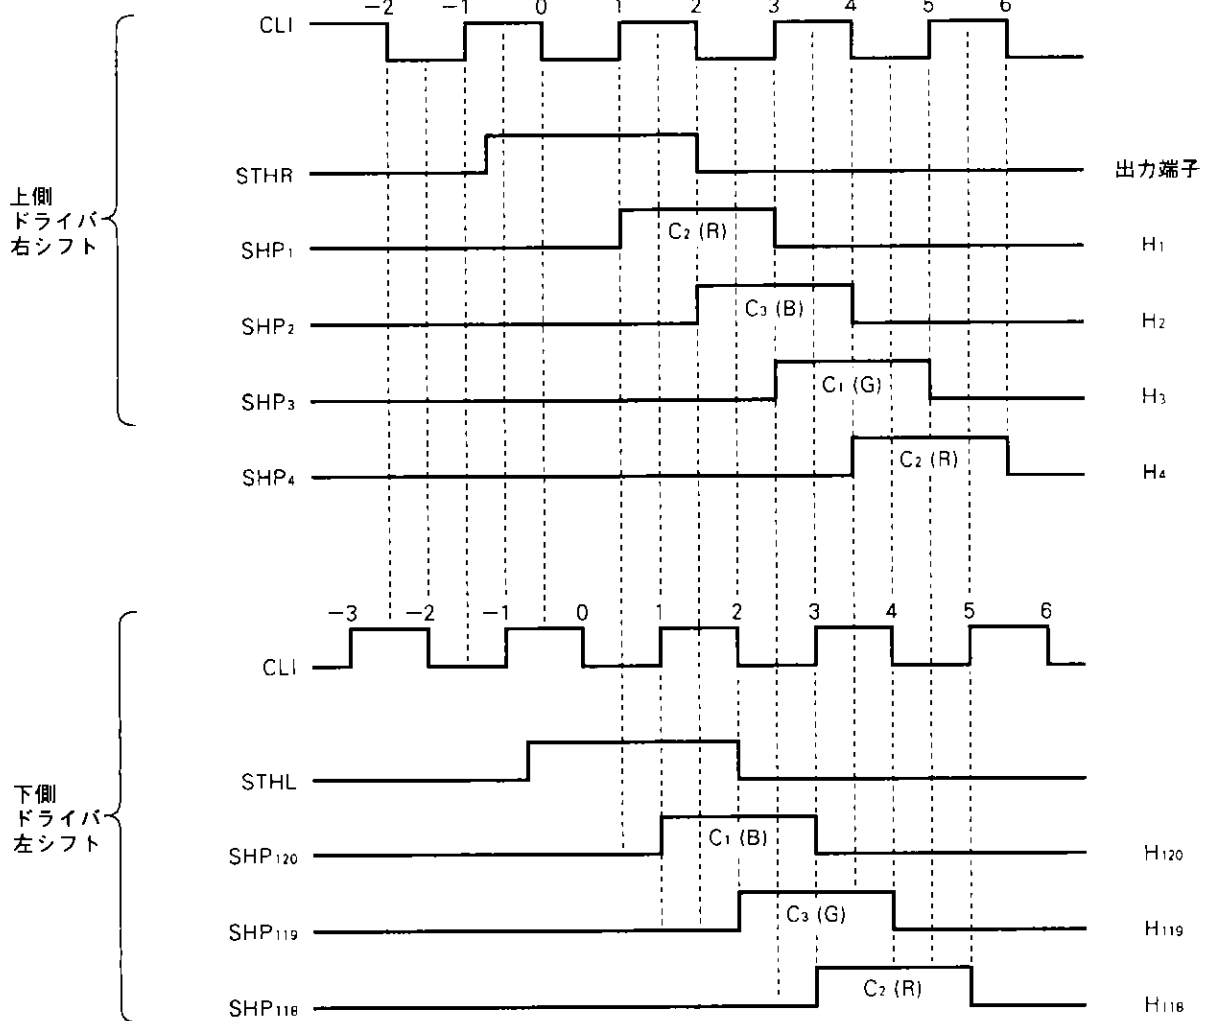 -2 -1 0 1 2 3 4 5 6
CLI
STHR 出力端子
上側
ドライバ
右シフト
C2 (R)
SHP1 H1
C3 (B)
SHP2 H2
C1 (G)
SHP3 H3
C2 (R)
SHP4 H4
-3 -2 -1 0 1 2 3 4 5 6
CLI
STHL
下側
ドライバ
左シフト
C1 (B)
SHP120 H120
C3 (G)
SHP119 H119
C2 (R)
SHP118 H118